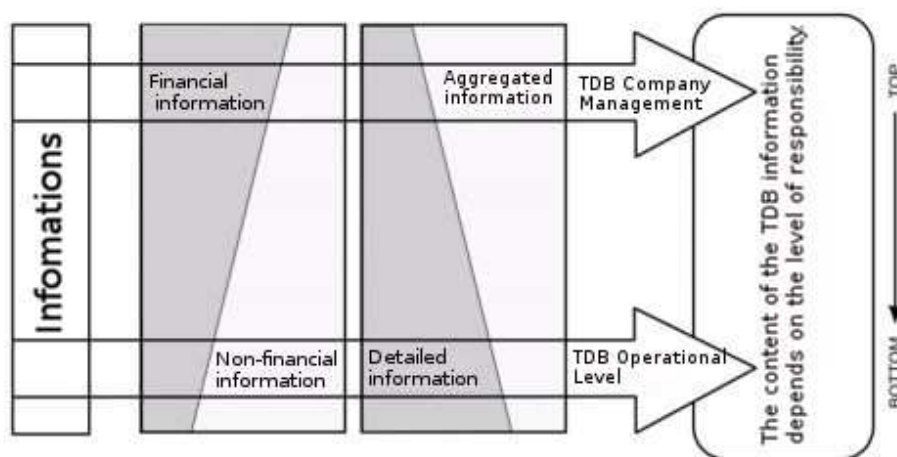 Infomations
Financial
information
Aggregated
information
TDB Company
Management
Non-financial
information
Detailed
information
TDB Operational
Level
The content of the TDB information
depends on the level of responsibility.
TOP
BOTTOM